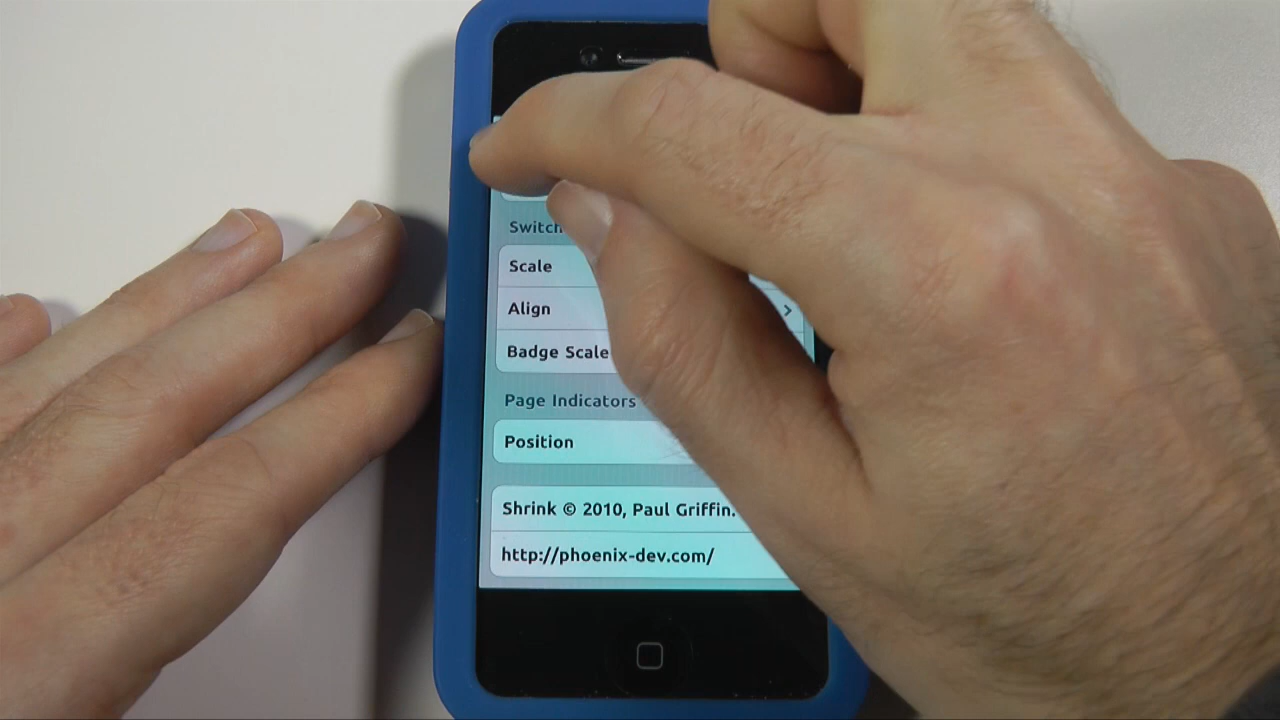 Switch
Scale
Align
Badge Scale
Page Indicators
Position
Shrink © 2010, Paul Griffin.
http://phoenix-dev.com/